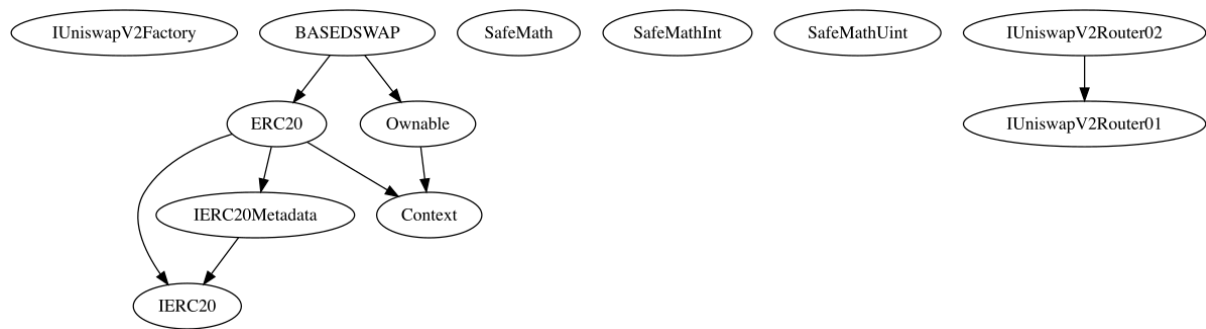 IUniswapV2Factory
BASEDSWAP
SafeMath
SafeMathInt
SafeMathUint
IUniswapV2Router02
ERC20
Ownable
IUniswapV2Router01
IERC20Metadata
Context
IERC20